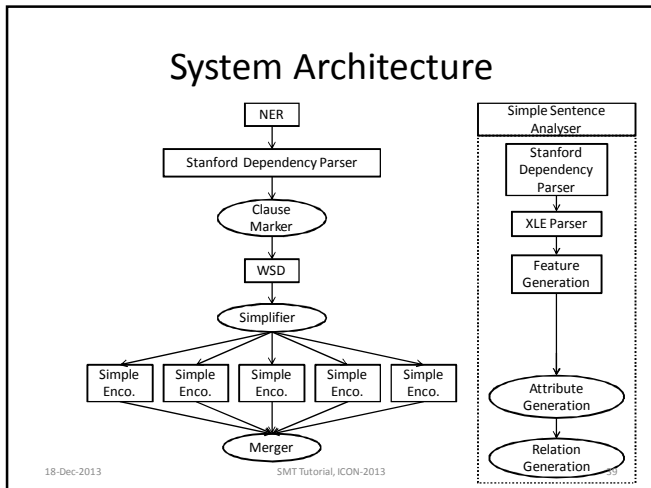 System Architecture
NER
Stanford Dependency Parser
Clause
Marker
WSD
Simplifier
Simple
Enco.
Simple
Enco.
Simple
Enco.
Simple
Enco.
Simple
Enco.
Merger
Simple Sentence
Analyser
Stanford
Dependency
Parser
XLE Parser
Feature
Generation
Attribute
Generation
Relation
Generation
18-Dec-2013
SMT Tutorial, ICON-2013
39